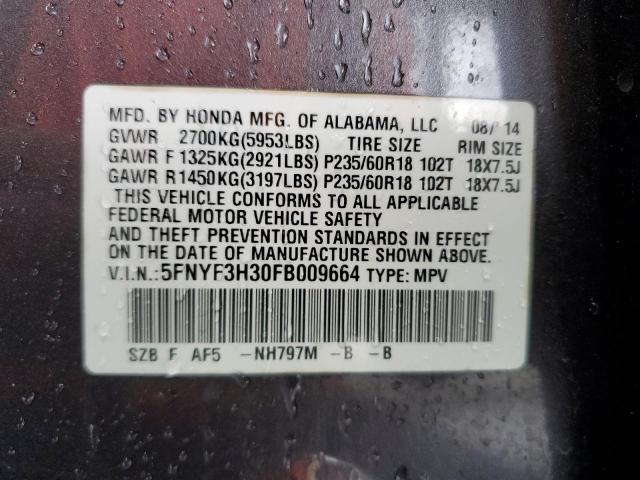 MFD. BY HONDA MFG. OF ALABAMA, LLC 08/14
GVWR 2700KG(5953LBS) TIRE SIZE RIM SIZE
GAWR F 1325KG(2921LBS) P235/60R18 102T 18X7.5J
GAWR R1450KG(3197LBS) P235/60R18 102T 18X7.5J
THIS VEHICLE CONFORMS TO ALL APPLICABLE
FEDERAL MOTOR VEHICLE SAFETY
AND THEFT PREVENTION STANDARDS IN EFFECT
ON THE DATE OF MANUFACTURE SHOWN ABOVE.
V.I.N.: 5FNYF3H30FB009664 TYPE: MPV
SZB F AF5 -NH797M -B -B